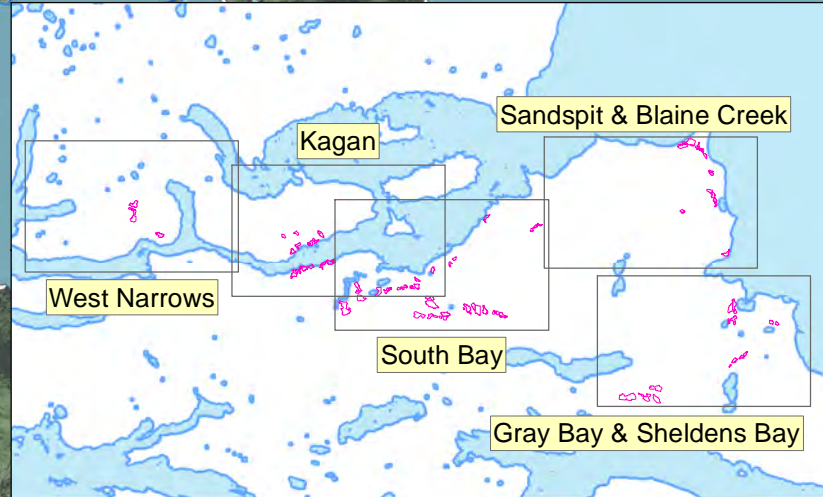 Sandspit & Blaine Creek
Kagan
West Narrows
South Bay
Gray Bay & Sheldens Bay